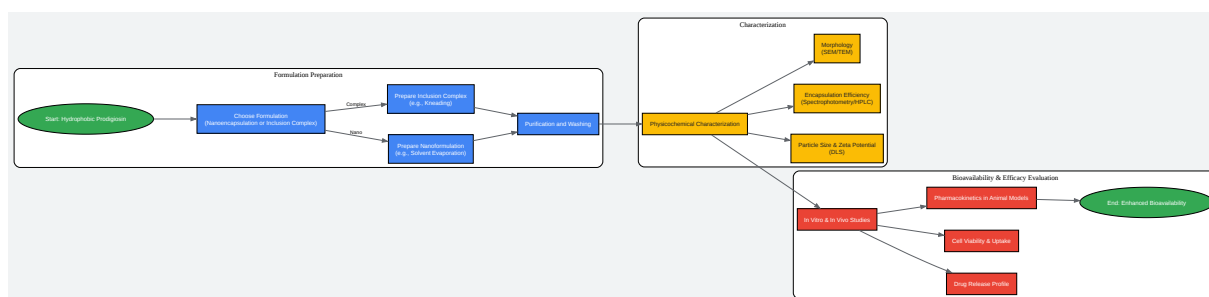 Formulation Preparation
Start: Hydrophobic Prodigiosin
Choose Formulation
(Nanoencapsulation or Inclusion Complex)
Complex
Nano
Prepare Inclusion Complex
(e.g., Kneading)
Prepare Nanoformulation
(e.g., Solvent Evaporation)
Purification and Washing
Characterization
Physicochemical Characterization
Morphology
(SEM/TEM)
Encapsulation Efficiency
(Spectrophotometry/HPLC)
Particle Size & Zeta Potential
(DLS)
Bioavailability & Efficacy Evaluation
In Vitro & In Vivo Studies
Pharmacokinetics in Animal Models
Cell Viability & Uptake
Drug Release Profile
End: Enhanced Bioavailability